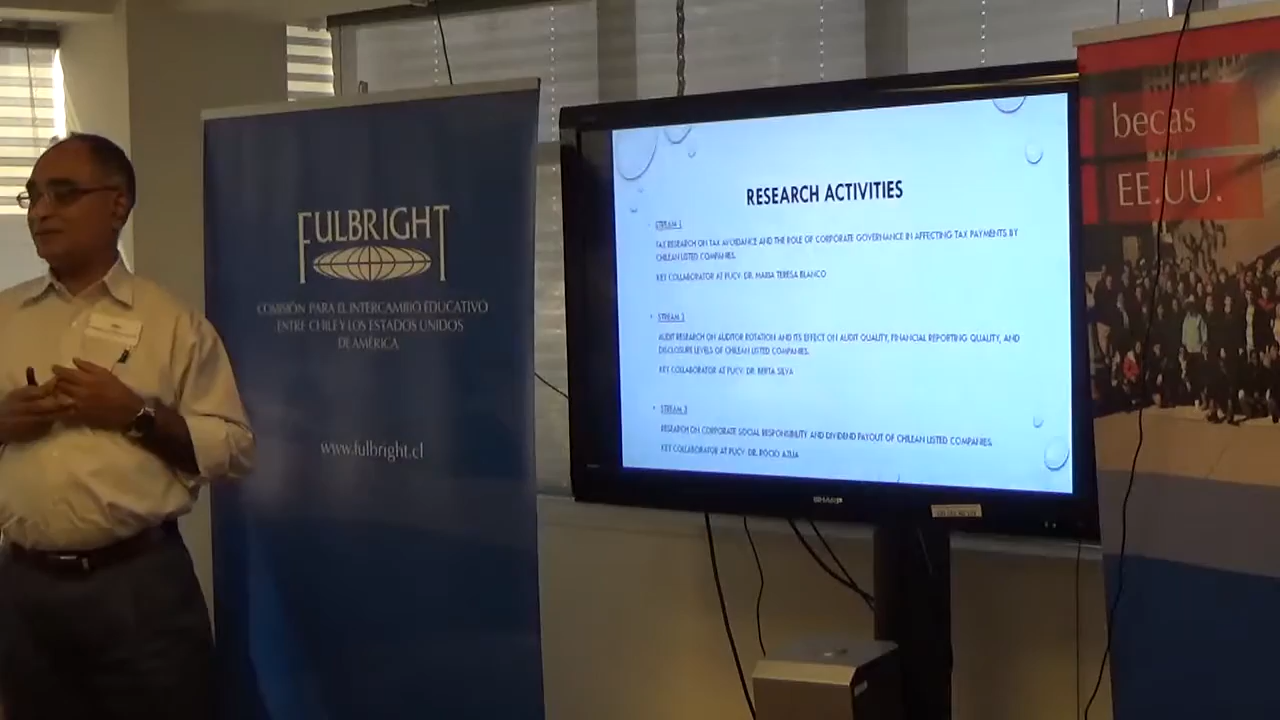 FULBRIGHT
COMISIÓN PARA EL INTERCAMBIO EDUCATIVO
ENTRE CHILE Y LOS ESTADOS UNIDOS
DE AMÉRICA
www.fulbright.cl
RESEARCH ACTIVITIES
STREAM 1
TAX RESEARCH ON TAX AVOIDANCE AND THE ROLE OF CORPORATE GOVERNANCE IN AFFECTING TAX PAYMENTS BY
CHILEAN LISTED COMPANIES.
KEY COLLABORATOR AT PUCV: DR. MARIA TERESA BLANCO
STREAM 2
AUDIT RESEARCH ON AUDITOR ROTATION AND ITS EFFECT ON AUDIT QUALITY, FINANCIAL REPORTING QUALITY, AND
DISCLOSURE LEVELS OF CHILEAN LISTED COMPANIES.
KEY COLLABORATOR AT PUCV: DR. BERTA SILVA
STREAM 3
RESEARCH ON CORPORATE SOCIAL RESPONSIBILITY AND DIVIDEND PAYOUT OF CHILEAN LISTED COMPANIES.
KEY COLLABORATOR AT PUCV: DR. ROCIO AZUA
SHARP
becas
EE.UU.